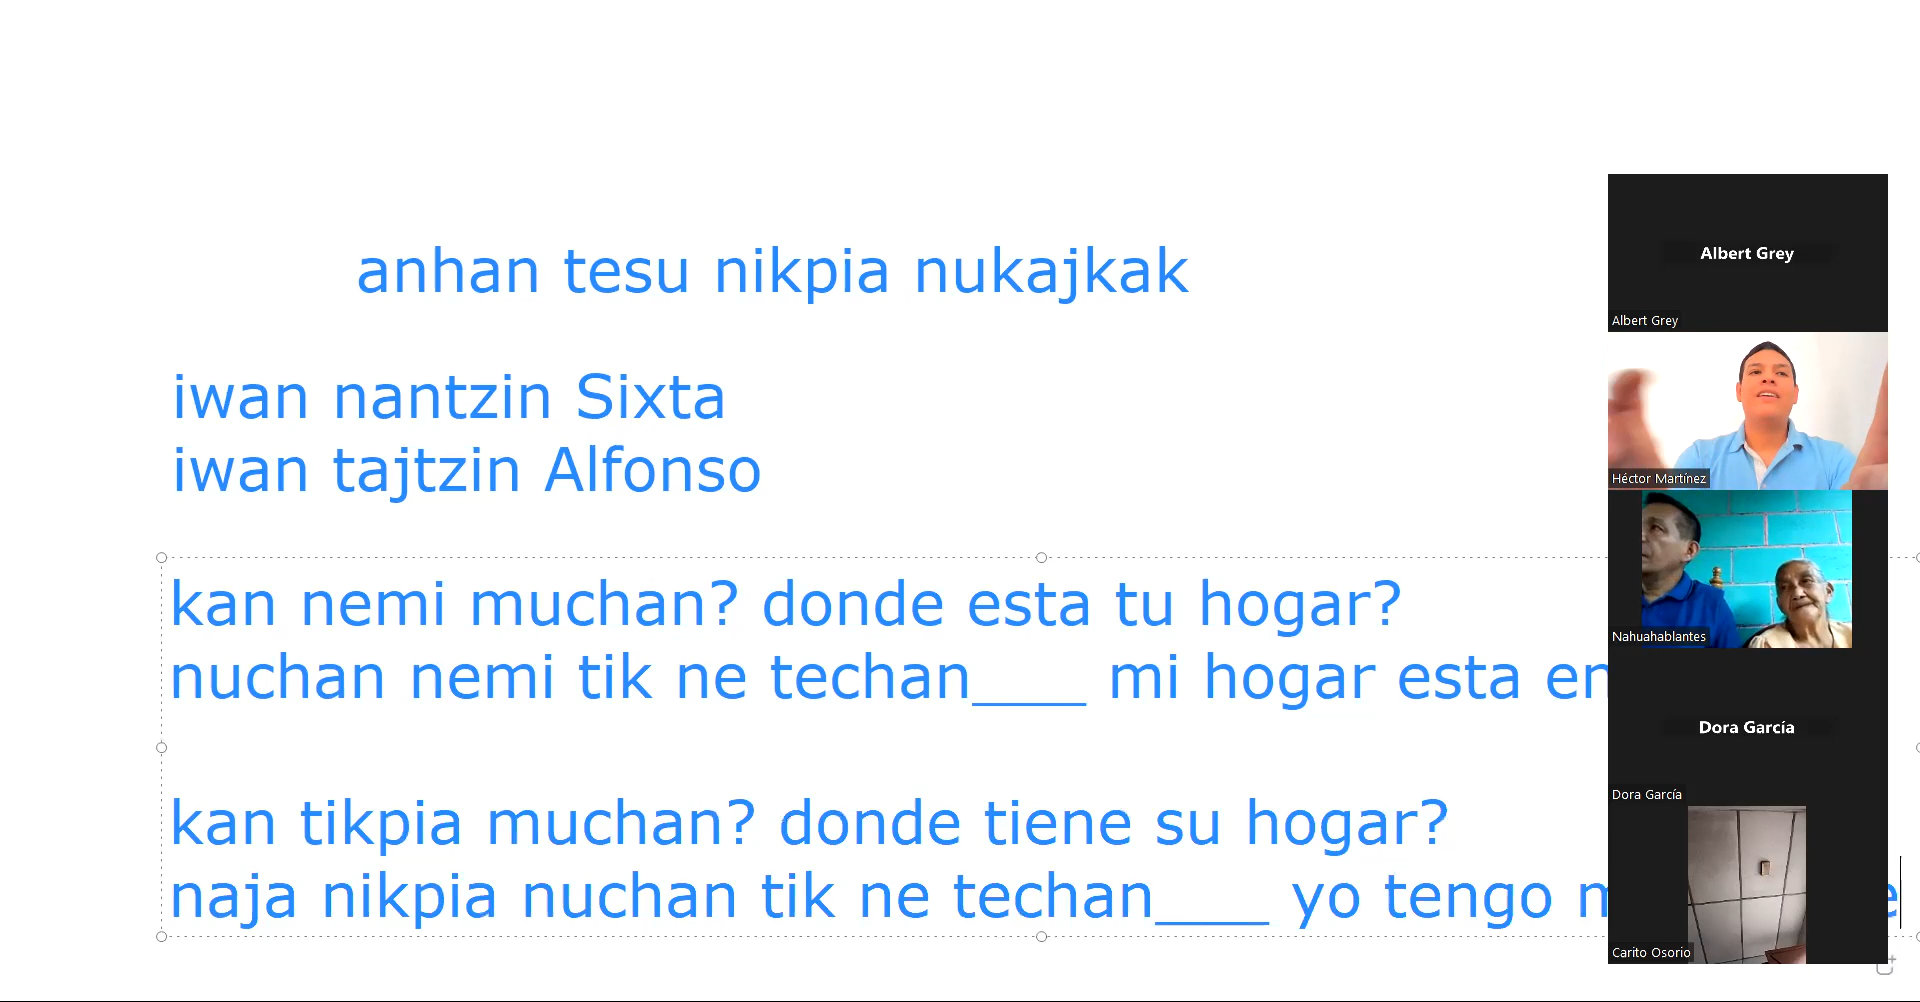 anhan tesu nikpia nukajkak
iwan nantzin Sixta
iwan tajtzin Alfonso
kan nemi muchan? donde esta tu hogar?
nuchan nemi tik ne techan____ mi hogar esta en
kan tikpia muchan? donde tiene su hogar?
naja nikpia nuchan tik ne techan____ yo tengo
Albert Grey
Albert Grey
Héctor Martínez
Nahuahablantes
Dora García
Dora García
Carito Osorio